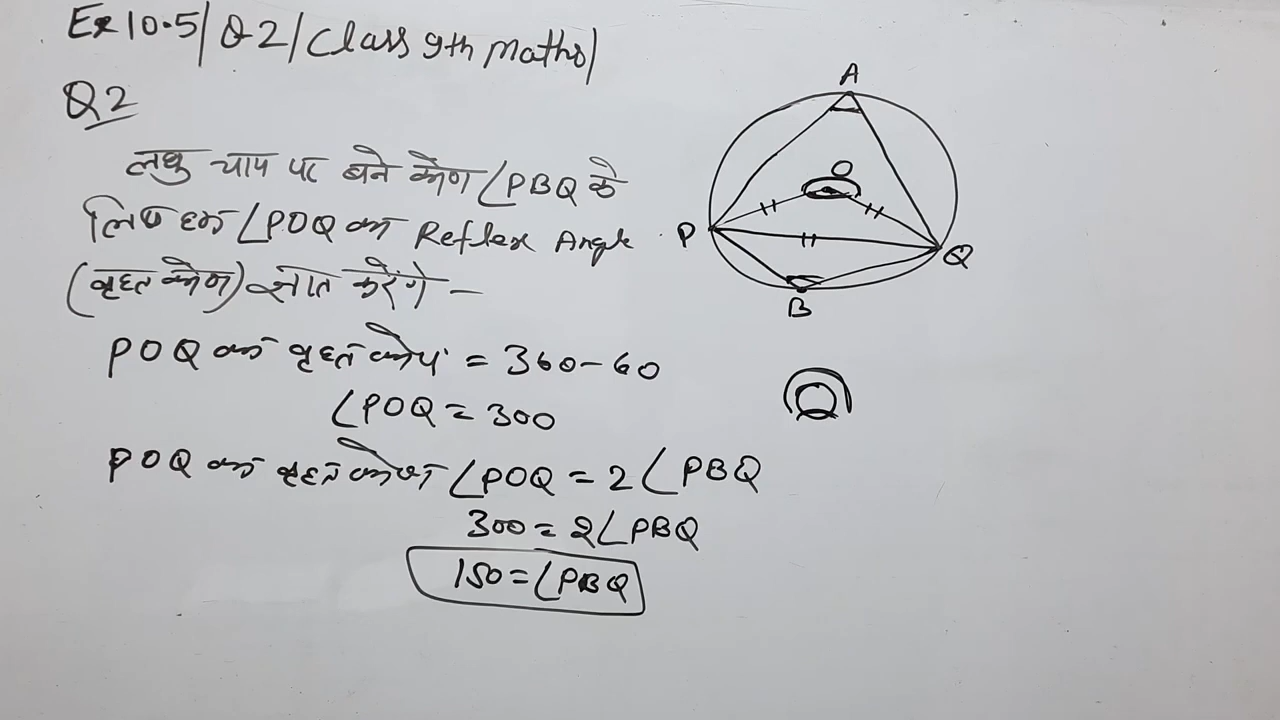 Ex 10.5/Q2/Class 9th maths/
Q2
लघु चाप पर बने कोण ∠PBQ के
लिए हम ∠POQ का Reflex Angle
(बृहत कोण) ज्ञात करेंगे –
POQ का बृहत कोण = 360-60
∠POQ = 300
POQ का बृहत कोण ∠POQ = 2∠PBQ
300 = 2∠PBQ
150 = ∠PBQ
A
O
P
Q
B